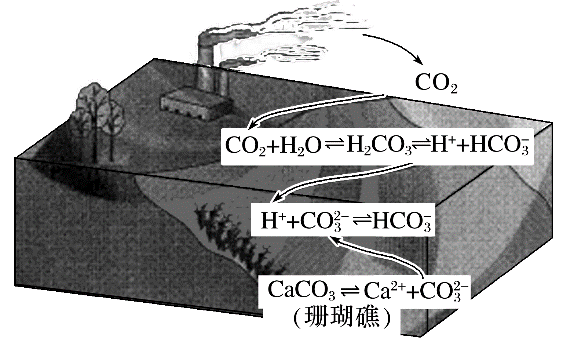 CO₂
CO₂+H₂O⇌H₂CO₃⇌H⁺+HCO₃⁻
H⁺+CO₃²⁻⇌HCO₃⁻
CaCO₃⇌Ca²⁺+CO₃²⁻
(珊瑚礁)